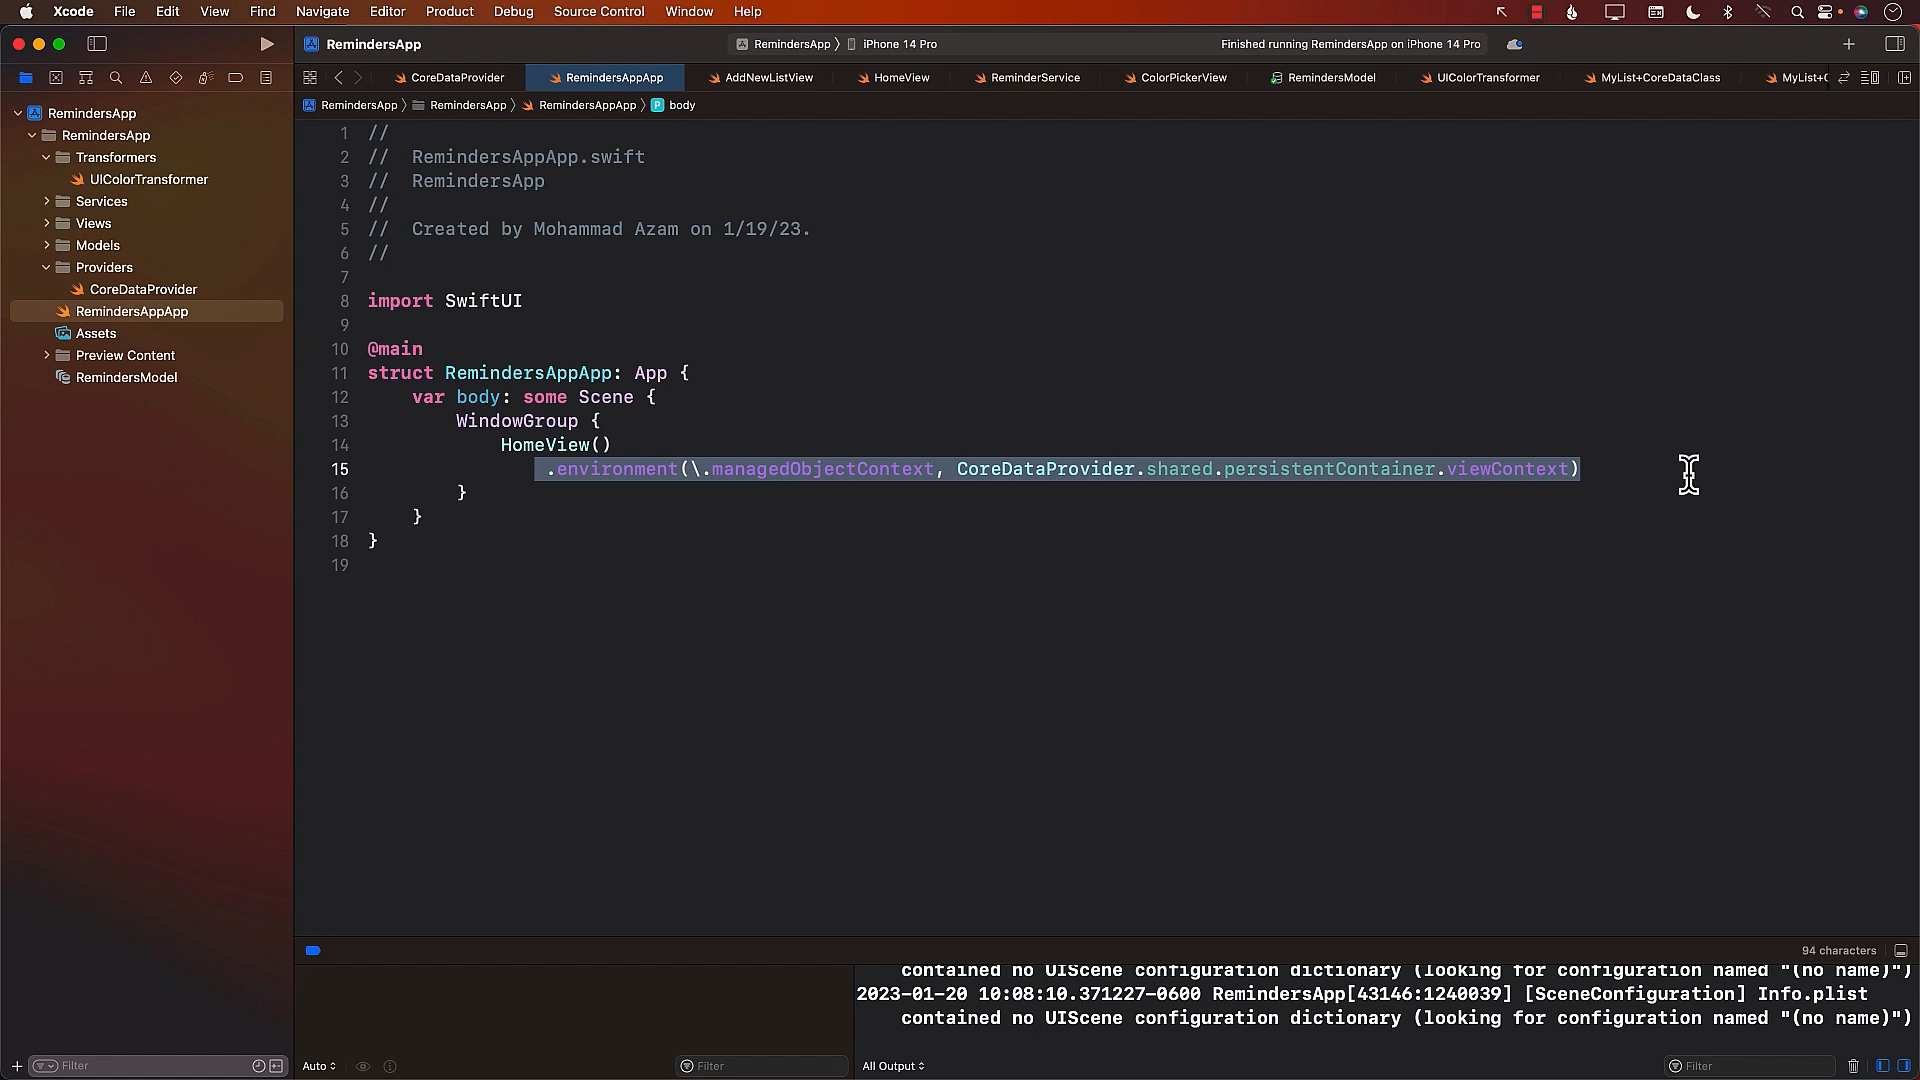 Xcode File Edit View Find Navigate Editor Product Debug Source Control Window Help
RemindersApp
RemindersApp iPhone 14 Pro
Finished running RemindersApp on iPhone 14 Pro
CoreDataProvider RemindersAppApp AddNewListView HomeView ReminderService ColorPickerView RemindersModel UIColorTransformer MyList+CoreDataClass MyList+C
RemindersApp RemindersApp RemindersAppApp P body
RemindersApp
RemindersApp
Transformers
UIColorTransformer
Services
Views
Models
Providers
CoreDataProvider
RemindersAppApp
Assets
Preview Content
RemindersModel
1 //
2 // RemindersAppApp.swift
3 // RemindersApp
4 //
5 // Created by Mohammad Azam on 1/19/23.
6 //
7
8 import SwiftUI
9
10 @main
11 struct RemindersAppApp: App {
12 var body: some Scene {
13 WindowGroup {
14 HomeView()
15 .environment(\.managedObjectContext, CoreDataProvider.shared.persistentContainer.viewContext)
16 }
17 }
18 }
19
94 characters
contained no UIScene configuration dictionary (looking for configuration named "(no name)")
2023-01-20 10:08:10.371227-0600 RemindersApp[43146:1240039] [SceneConfiguration] Info.plist
contained no UIScene configuration dictionary (looking for configuration named "(no name)")
Filter
Auto
Filter
All Output
Filter